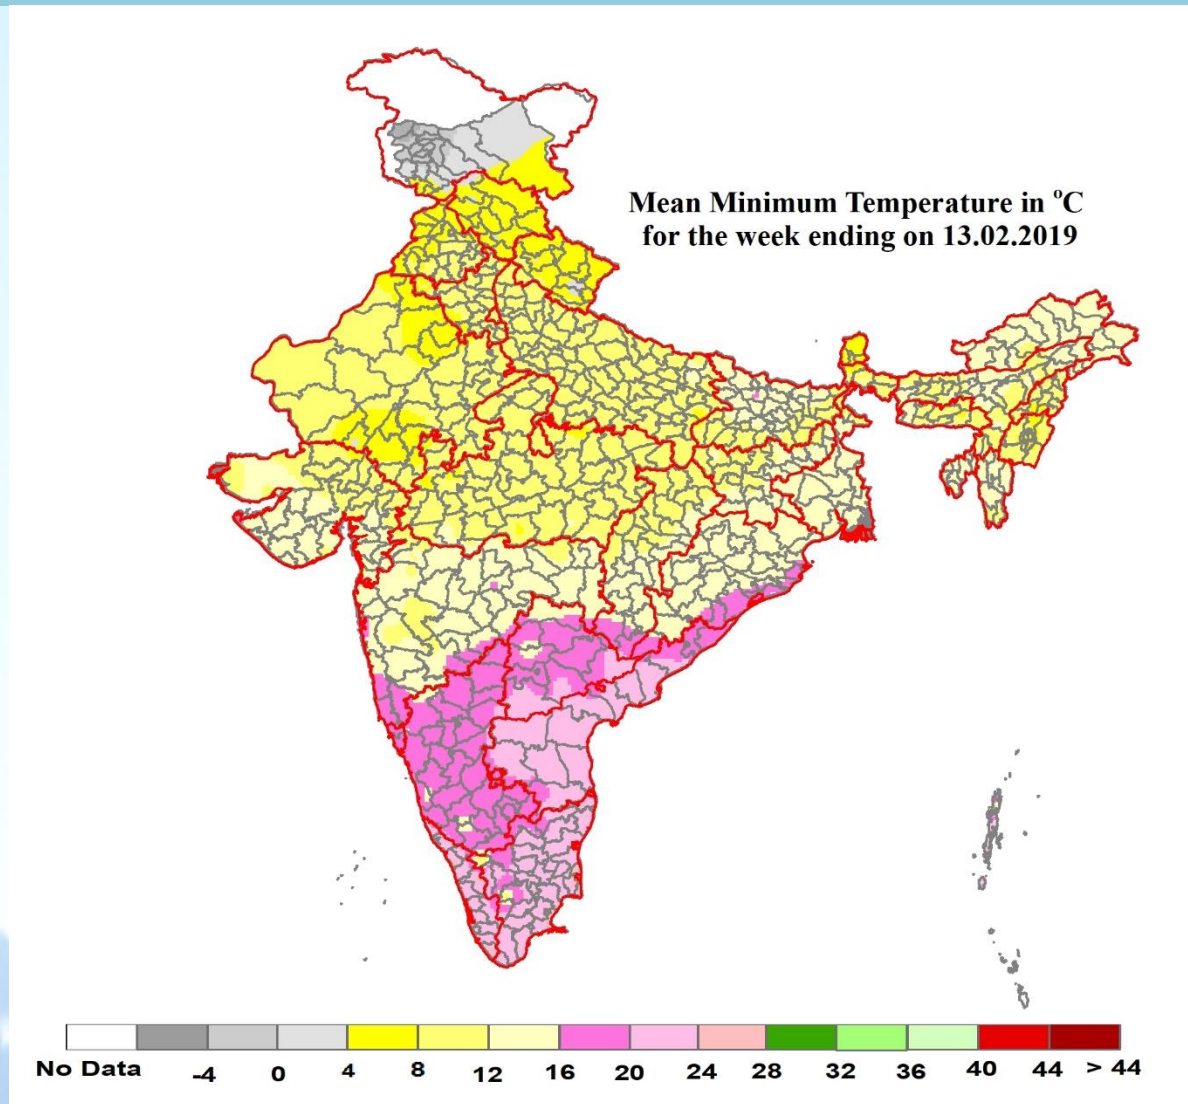 Mean Minimum Temperature in °C
for the week ending on 13.02.2019
No Data -4 0 4 8 12 16 20 24 28 32 36 40 44 > 44